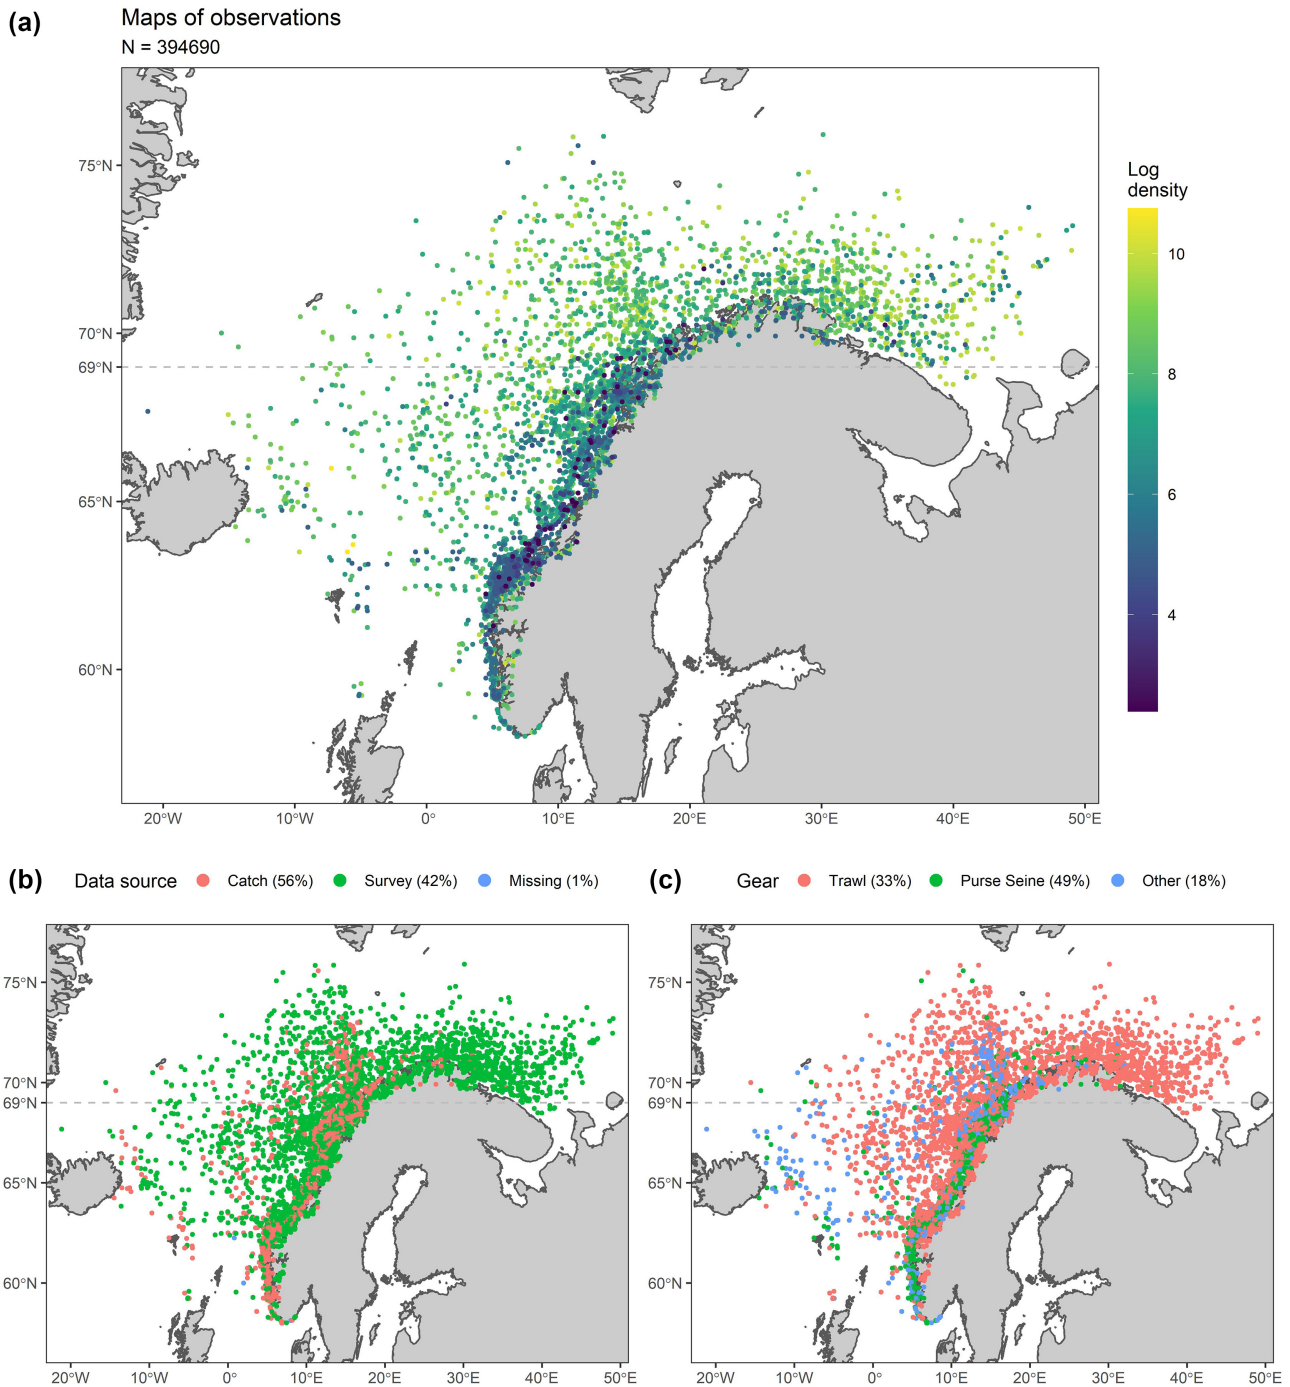 (a)
Maps of observations
N = 394690
75°N
70°N
69°N
65°N
60°N
20°W 10°W 0° 10°E 20°E 30°E 40°E 50°E
Log
density
10
8
6
4
(b) Data source Catch (56%) Survey (42%) Missing (1%)
75°N
70°N
69°N
65°N
60°N
20°W 10°W 0° 10°E 20°E 30°E 40°E 50°E
(c) Gear Trawl (33%) Purse Seine (49%) Other (18%)
75°N
70°N
69°N
65°N
60°N
20°W 10°W 0° 10°E 20°E 30°E 40°E 50°E